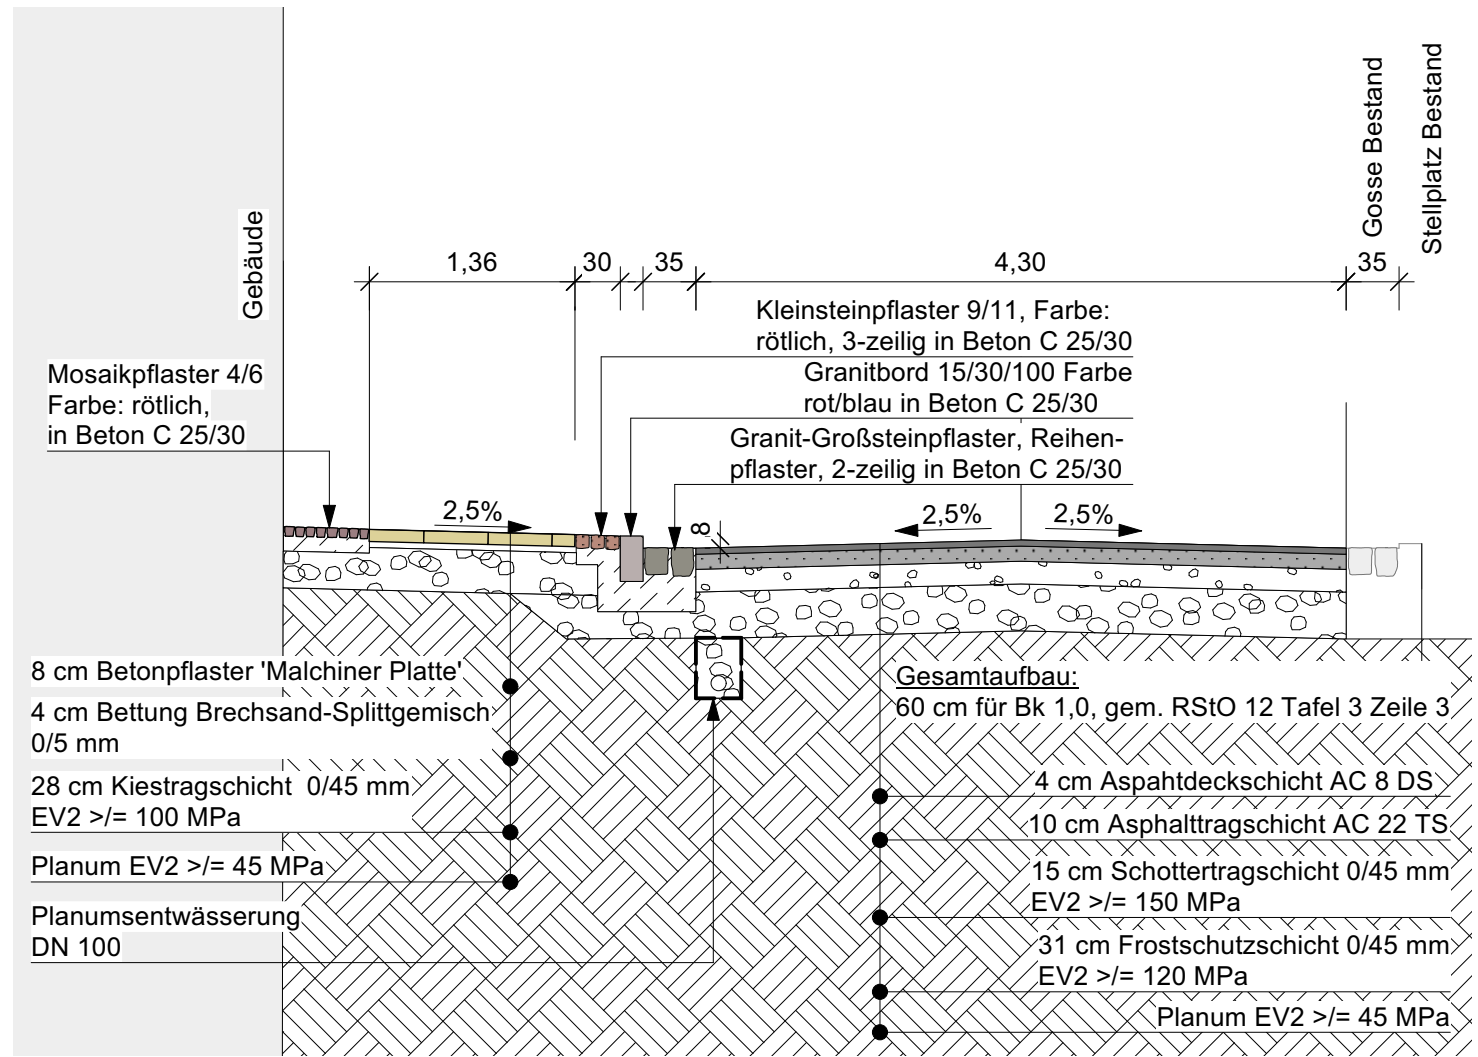 Gebäude
Gosse Bestand
Stellplatz Bestand
1,36
30
35
4,30
35
Kleinsteinpflaster 9/11, Farbe:
rötlich, 3-zeilig in Beton C 25/30
Granitbord 15/30/100 Farbe
rot/blau in Beton C 25/30
Granit-Großsteinpflaster, Reihen-
pflaster, 2-zeilig in Beton C 25/30
Mosaikpflaster 4/6
Farbe: rötlich,
in Beton C 25/30
2,5%
8
2,5%
2,5%
8 cm Betonpflaster 'Malchiner Platte'
4 cm Bettung Brechsand-Splittgemisch
0/5 mm
28 cm Kiestragschicht 0/45 mm
EV2 >/= 100 MPa
Planum EV2 >/= 45 MPa
Planumsentwässerung
DN 100
Gesamtaufbau:
60 cm für Bk 1,0, gem. RStO 12 Tafel 3 Zeile 3
4 cm Aspahtdeckschicht AC 8 DS
10 cm Asphalttragschicht AC 22 TS
15 cm Schottertragschicht 0/45 mm
EV2 >/= 150 MPa
31 cm Frostschutzschicht 0/45 mm
EV2 >/= 120 MPa
Planum EV2 >/= 45 MPa